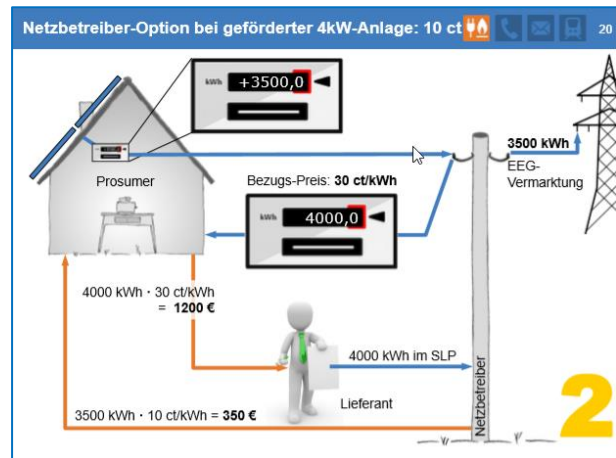 Netzbetreiber-Option bei geförderter 4kW-Anlage: 10 ct
20
kWh +3500,0
3500 kWh
EEG-
Vermarktung
Prosumer
Bezugs-Preis: 30 ct/kWh
kWh 4000,0
4000 kWh · 30 ct/kWh
= 1200 €
4000 kWh im SLP
Lieferant
Netzbetreiber
3500 kWh · 10 ct/kWh = 350 €
2